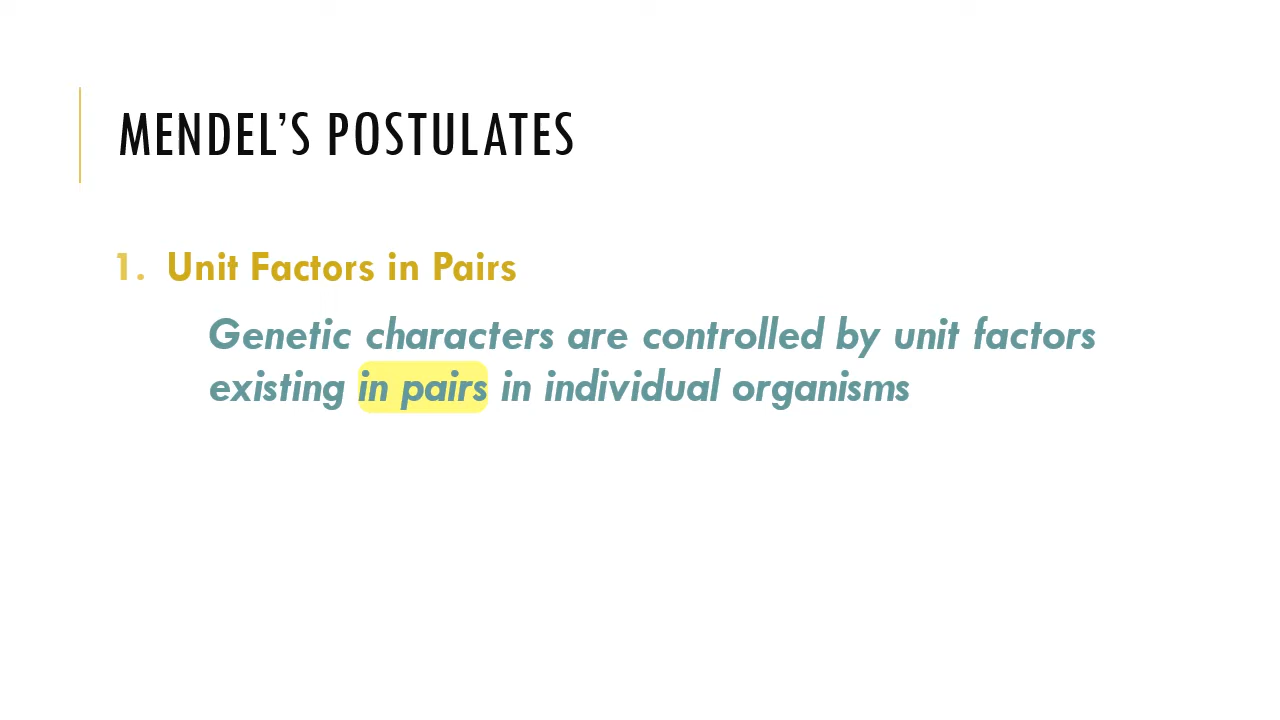 MENDEL’S POSTULATES
1. Unit Factors in Pairs
Genetic characters are controlled by unit factors
existing in pairs in individual organisms